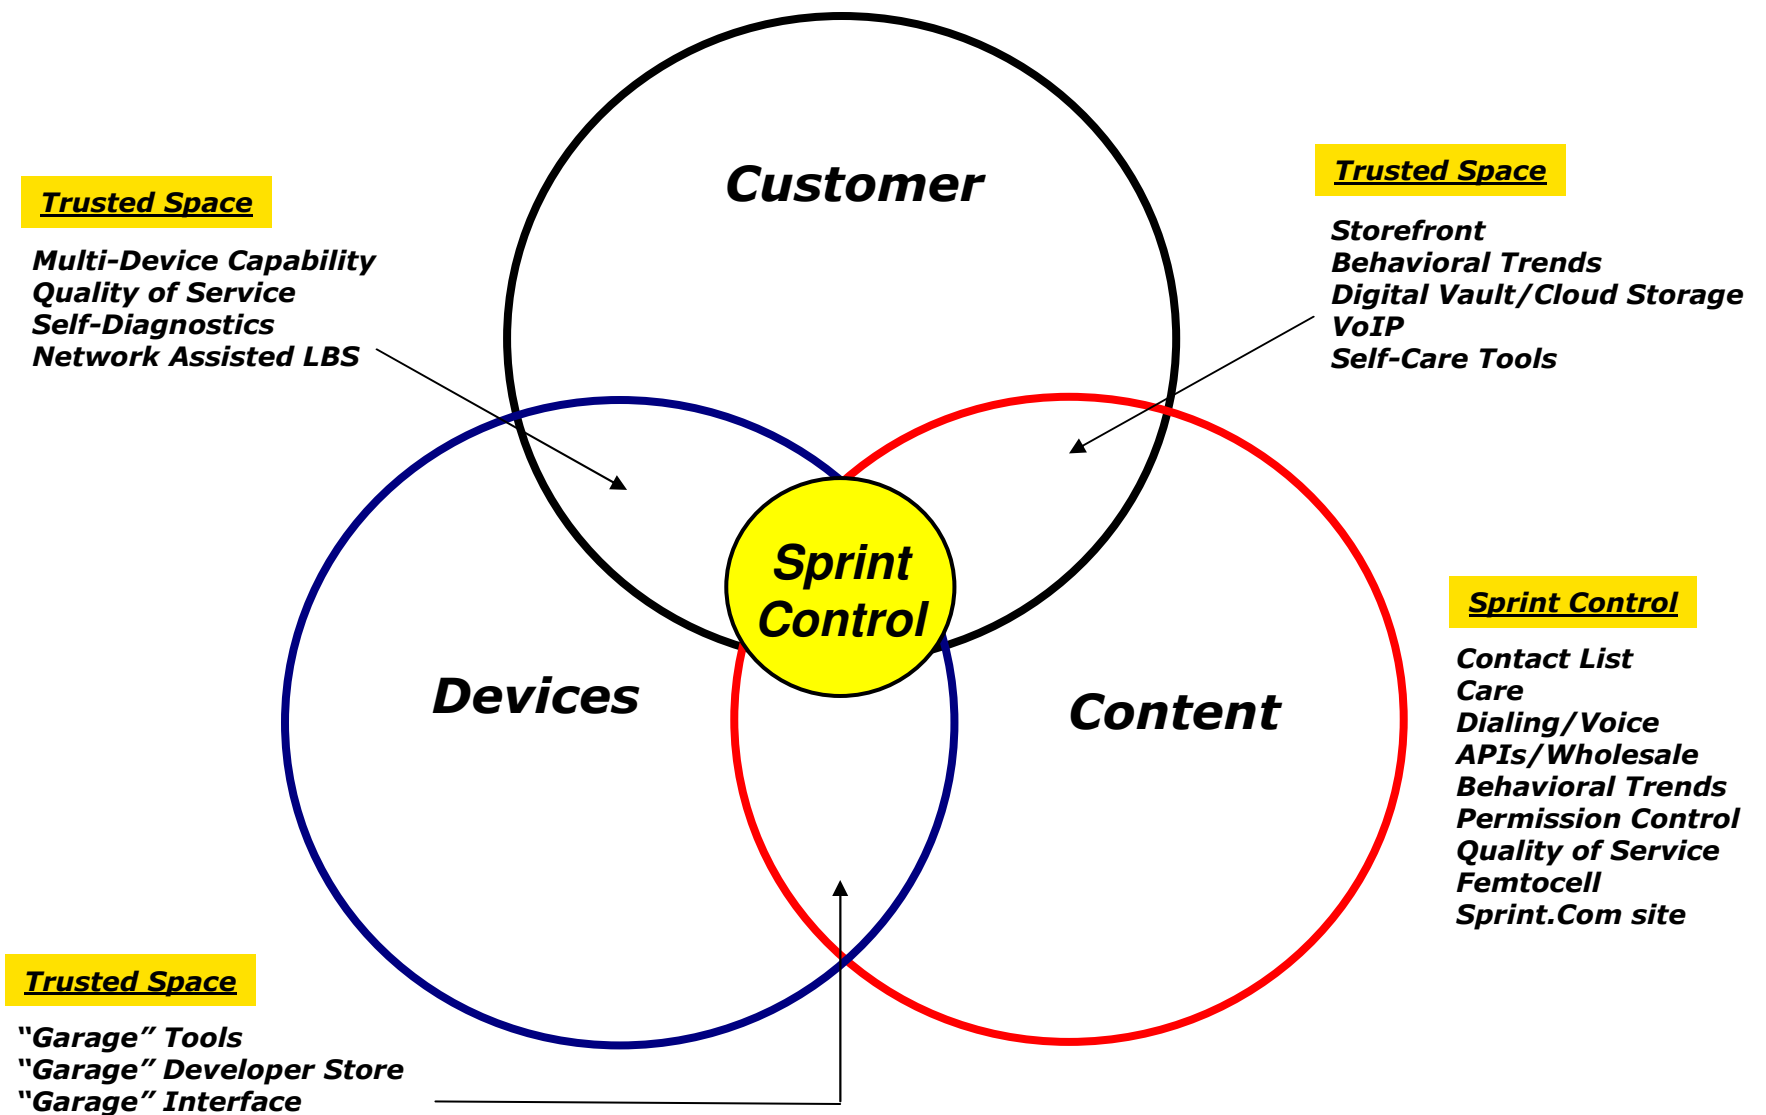 Customer
Trusted Space
Multi-Device Capability
Quality of Service
Self-Diagnostics
Network Assisted LBS
Trusted Space
Storefront
Behavioral Trends
Digital Vault/Cloud Storage
VoIP
Self-Care Tools
Sprint
Control
Devices
Content
Sprint Control
Contact List
Care
Dialing/Voice
APIs/Wholesale
Behavioral Trends
Permission Control
Quality of Service
Femtocell
Sprint.Com site
Trusted Space
“Garage” Tools
“Garage” Developer Store
“Garage” Interface